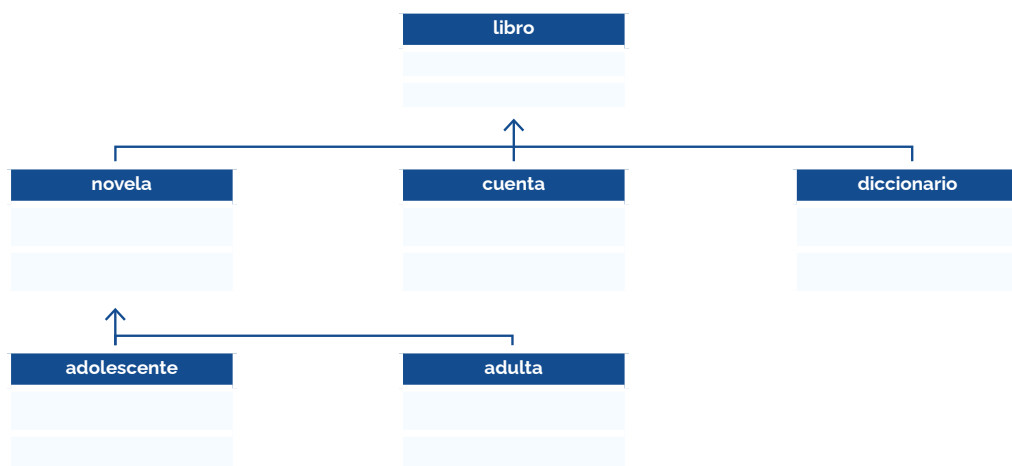 libro
novela
cuenta
diccionario
adolescente
adulta